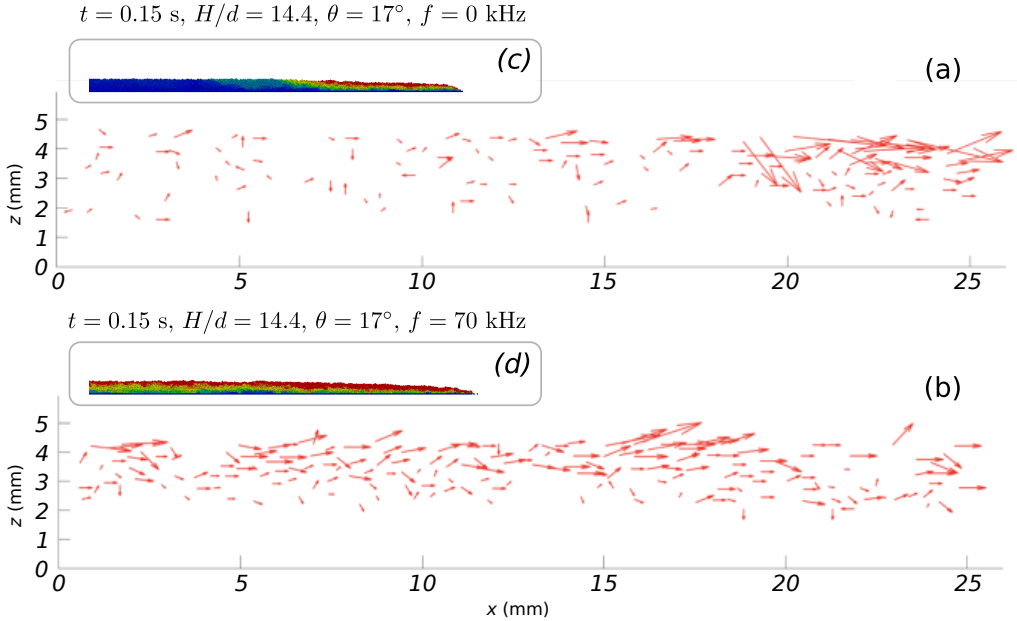 t = 0.15 s, H/d = 14.4, θ = 17°, f = 0 kHz
(c)
(a)
z (mm)
5
4
3
2
1
0
0 5 10 15 20 25
t = 0.15 s, H/d = 14.4, θ = 17°, f = 70 kHz
(d)
(b)
z (mm)
5
4
3
2
1
0
0 5 10 15 20 25
x (mm)